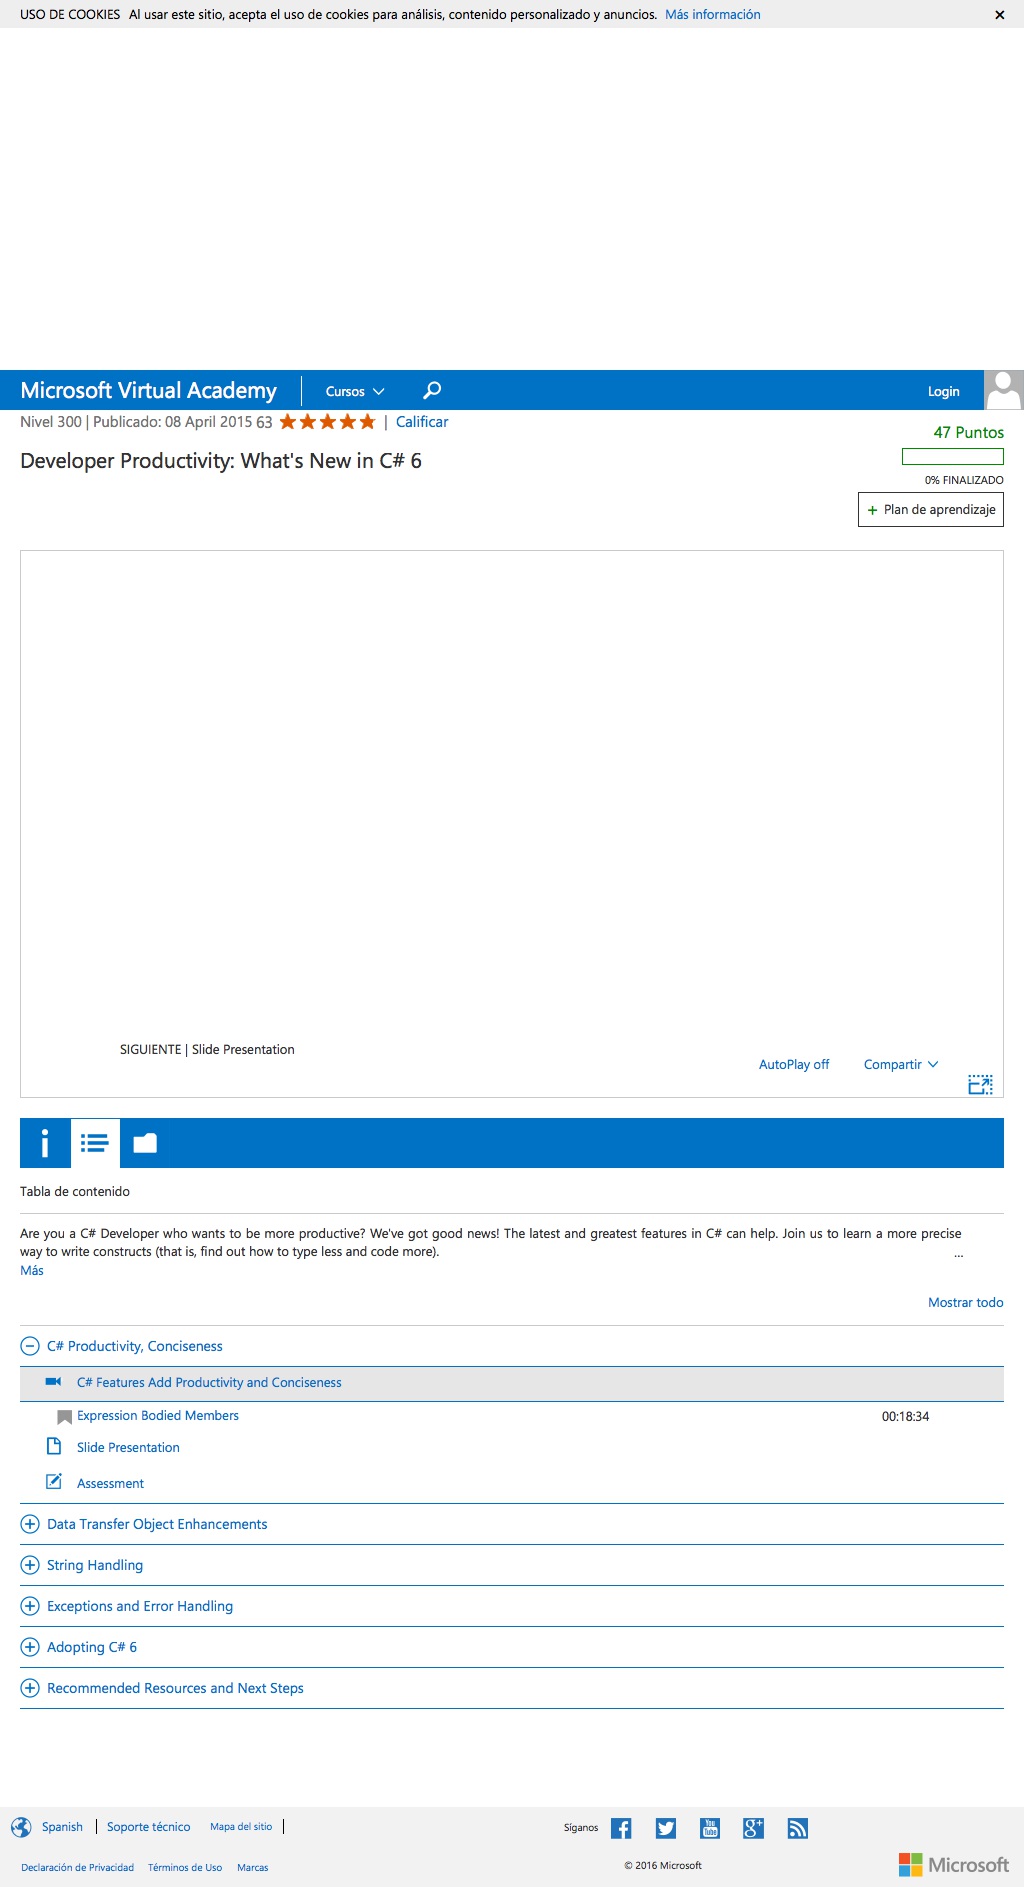 USO DE COOKIES Al usar este sitio, acepta el uso de cookies para análisis, contenido personalizado y anuncios. Más información
Microsoft Virtual Academy Cursos Login
Nivel 300 | Publicado: 08 April 2015 63 | Calificar
47 Puntos
Developer Productivity: What's New in C# 6
0% FINALIZADO
+ Plan de aprendizaje
SIGUIENTE | Slide Presentation
AutoPlay off Compartir
Tabla de contenido
Are you a C# Developer who wants to be more productive? We've got good news! The latest and greatest features in C# can help. Join us to learn a more precise
way to write constructs (that is, find out how to type less and code more). ...
Más
Mostrar todo
C# Productivity, Conciseness
C# Features Add Productivity and Conciseness
Expression Bodied Members 00:18:34
Slide Presentation
Assessment
Data Transfer Object Enhancements
String Handling
Exceptions and Error Handling
Adopting C# 6
Recommended Resources and Next Steps
Spanish Soporte técnico Mapa del sitio Síganos
Declaración de Privacidad Términos de Uso Marcas © 2016 Microsoft Microsoft